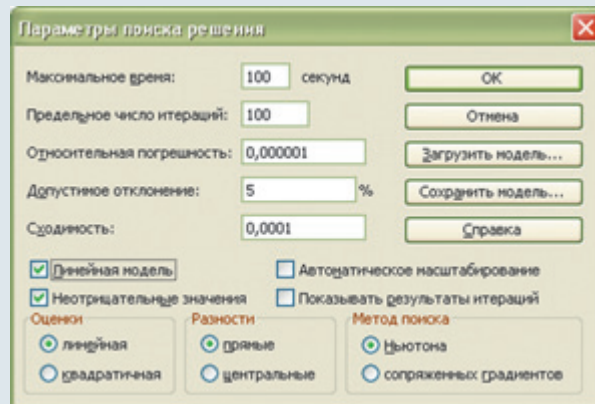 Параметры поиска решения
Максимальное время: 100 секунд OK
Предельное число итераций: 100 Отмена
Относительная погрешность: 0,000001 Загрузить модель...
Допустимое отклонение: 5 % Сохранить модель...
Сходимость: 0,0001 Справка
Линейная модель Автоматическое масштабирование
Неотрицательные значения Показывать результаты итераций
Оценки Разности Метод поиска
линейная прямые Ньютона
квадратичная центральные сопряженных градиентов